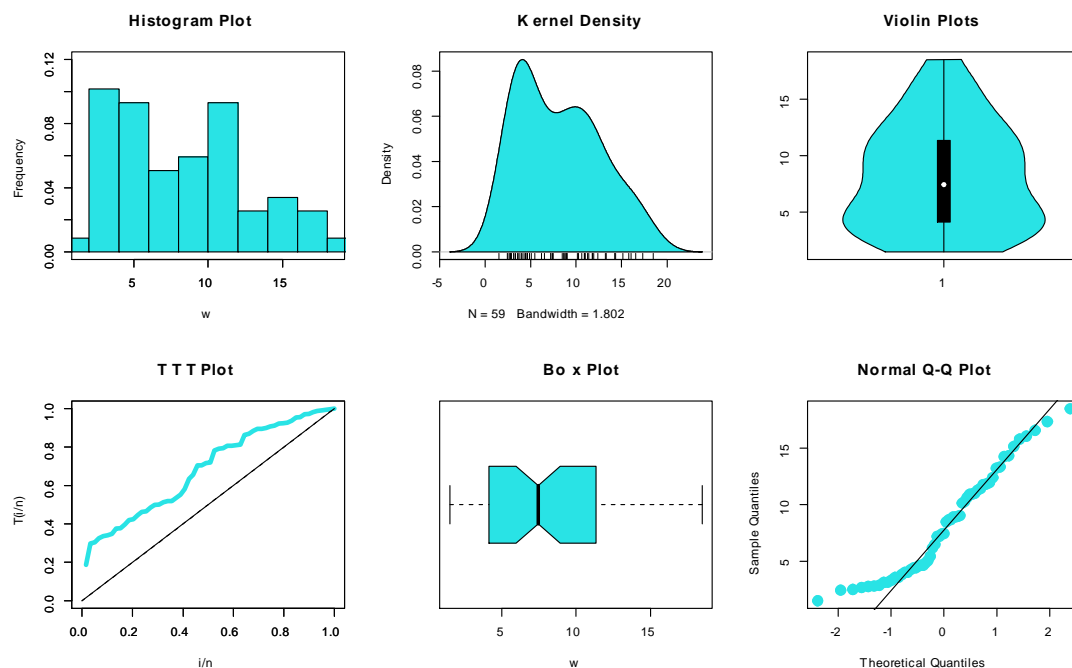 Histogram Plot
Frequency
0.00 0.04 0.08 0.12
5 10 15
w
K ernel Density
Density
0.00 0.02 0.04 0.06 0.08
-5 0 5 10 15 20
N = 59 Bandwidth = 1.802
Violin Plots
5 10 15
1
T T T Plot
T(i/n)
0.0 0.2 0.4 0.6 0.8 1.0
0.0 0.2 0.4 0.6 0.8 1.0
i/n
Bo x Plot
5 10 15
w
Normal Q-Q Plot
Sample Quantiles
5 10 15
-2 -1 0 1 2
Theoretical Quantiles